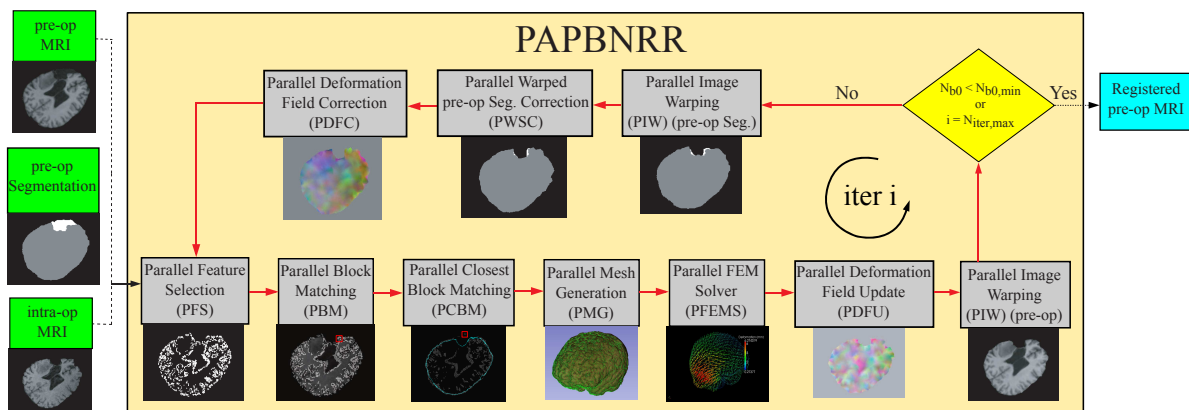 pre-op
MRI
pre-op
Segmentation
intra-op
MRI
PAPBNRR
Parallel Deformation
Field Correction
(PDFC)
Parallel Warped
pre-op Seg. Correction
(PWSC)
Parallel Image
Warping
(PIW) (pre-op Seg.)
No
N_b0 < N_b0,min
or
i = N_iter,max
Yes
Registered
pre-op MRI
iter i
Parallel Feature
Selection
(PFS)
Parallel Block
Matching
(PBM)
Parallel Closest
Block Matching
(PCBM)
Parallel Mesh
Generation
(PMG)
Parallel FEM
Solver
(PFEMS)
Parallel Deformation
Field Update
(PDFU)
Parallel Image
Warping
(PIW) (pre-op)